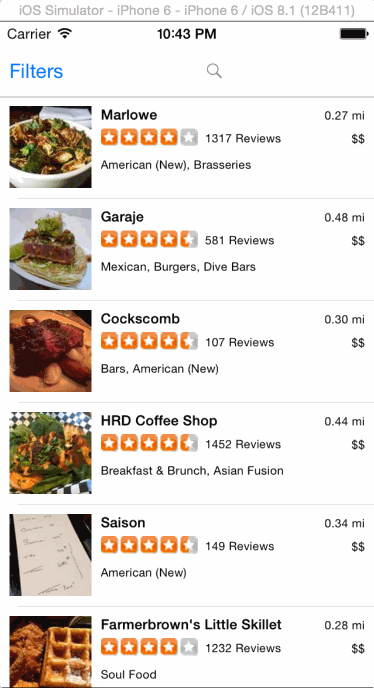 iOS Simulator - iPhone 6 - iPhone 6 / iOS 8.1 (12B411)
Carrier 10:43 PM
Filters
Marlowe 0.27 mi
1317 Reviews $$
American (New), Brasseries
Garaje 0.48 mi
581 Reviews $$
Mexican, Burgers, Dive Bars
Cockscomb 0.30 mi
107 Reviews $$
Bars, American (New)
HRD Coffee Shop 0.44 mi
1452 Reviews $$
Breakfast & Brunch, Asian Fusion
Saison 0.34 mi
149 Reviews $$
American (New)
Farmerbrown's Little Skillet 0.28 mi
1232 Reviews $$
Soul Food